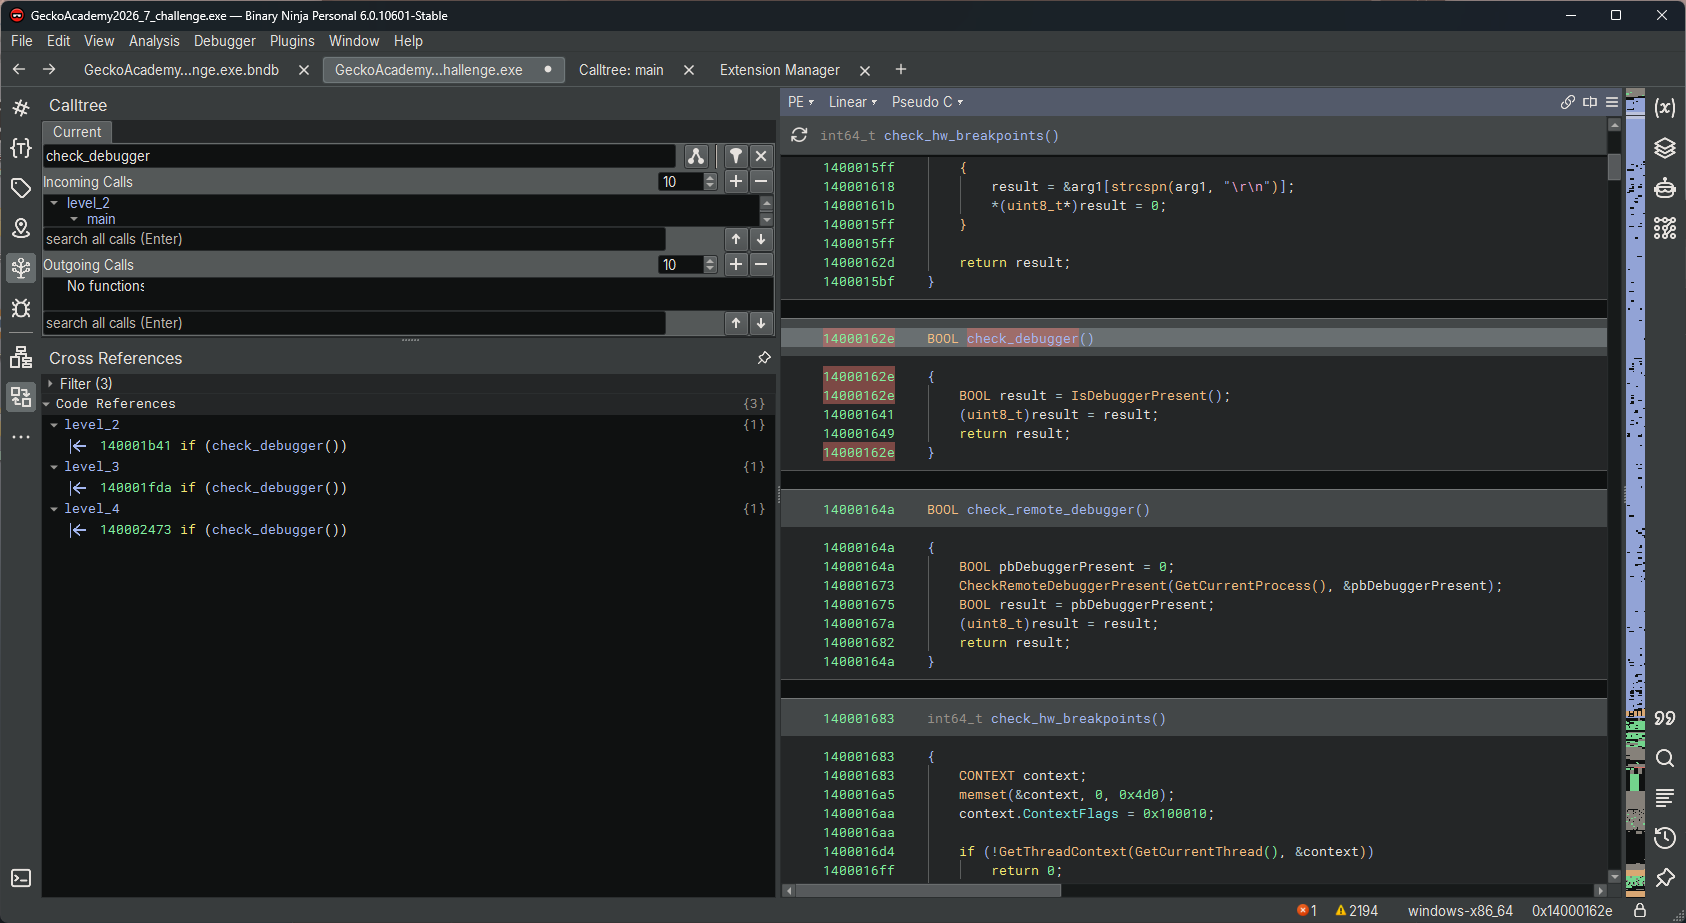 GeckoAcademy2026_7_challenge.exe — Binary Ninja Personal 6.0.10601-Stable
File Edit View Analysis Debugger Plugins Window Help
GeckoAcademy...nge.exe.bndb GeckoAcademy...hallenge.exe Calltree: main Extension Manager
Calltree
Current
check_debugger
Incoming Calls 10
level_2
main
search all calls (Enter)
Outgoing Calls 10
No functions
search all calls (Enter)
Cross References
Filter (3)
Code References {3}
level_2 {1}
140001b41 if (check_debugger())
level_3 {1}
140001fda if (check_debugger())
level_4 {1}
140002473 if (check_debugger())
PE Linear Pseudo C
int64_t check_hw_breakpoints()
1400015ff {
140001618 result = &arg1[strcspn(arg1, "\r\n")];
14000161b *(uint8_t*)result = 0;
1400015ff }
1400015ff
14000162d return result;
1400015bf }
14000162e BOOL check_debugger()
14000162e {
14000162e BOOL result = IsDebuggerPresent();
140001641 (uint8_t)result = result;
140001649 return result;
14000162e }
14000164a BOOL check_remote_debugger()
14000164a {
14000164a BOOL pbDebuggerPresent = 0;
140001673 CheckRemoteDebuggerPresent(GetCurrentProcess(), &pbDebuggerPresent);
140001675 BOOL result = pbDebuggerPresent;
14000167a (uint8_t)result = result;
140001682 return result;
14000164a }
140001683 int64_t check_hw_breakpoints()
140001683 {
140001683 CONTEXT context;
1400016a5 memset(&context, 0, 0x4d0);
1400016aa context.ContextFlags = 0x100010;
1400016aa
1400016d4 if (!GetThreadContext(GetCurrentThread(), &context))
1400016ff return 0;
1 2194 windows-x86_64 0x14000162e